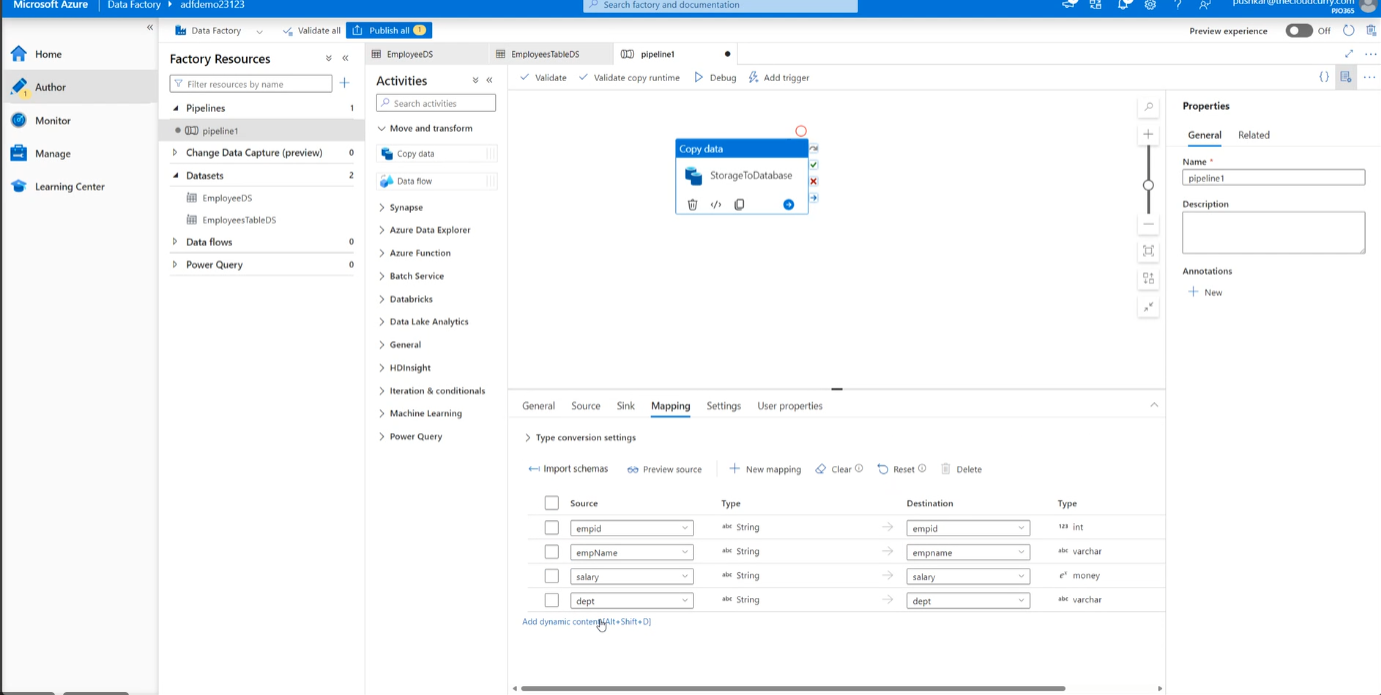 Microsoft Azure | Data Factory ▸ adfdemo23123
Search factory and documentation
pushkar@thecloudcurry.com
PJO365
Data Factory
Validate all
Publish all 1
Preview experience
Off
Home
Author
Monitor
Manage
Learning Center
Factory Resources
Filter resources by name
Pipelines 1
pipeline1
Change Data Capture (preview) 0
Datasets 2
EmployeeDS
EmployeesTableDS
Data flows 0
Power Query 0
EmployeeDS
EmployeesTableDS
pipeline1
Activities
Search activities
Move and transform
Copy data
Data flow
Synapse
Azure Data Explorer
Azure Function
Batch Service
Databricks
Data Lake Analytics
General
HDInsight
Iteration & conditionals
Machine Learning
Power Query
Validate
Validate copy runtime
Debug
Add trigger
Copy data
StorageToDatabase
Properties
General Related
Name *
pipeline1
Description
Annotations
New
General Source Sink Mapping Settings User properties
Type conversion settings
Import schemas Preview source New mapping Clear Reset Delete
Source Type Destination Type
empid abc String empid 123 int
empName abc String empname abc varchar
salary abc String salary eˣ money
dept abc String dept abc varchar
Add dynamic content [Alt+Shift+D]